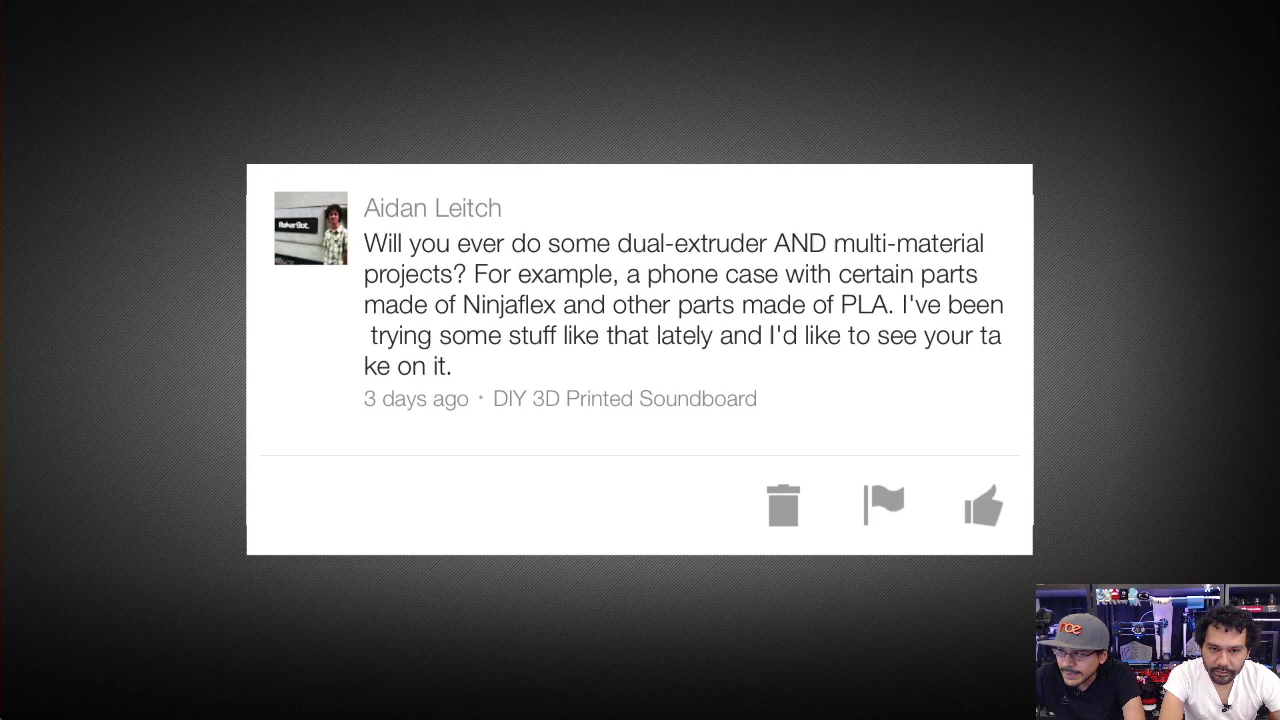 Aidan Leitch
Will you ever do some dual-extruder AND multi-material
projects? For example, a phone case with certain parts
made of Ninjaflex and other parts made of PLA. I've been
trying some stuff like that lately and I'd like to see your ta
ke on it.
3 days ago · DIY 3D Printed Soundboard
MakerBot.
noe